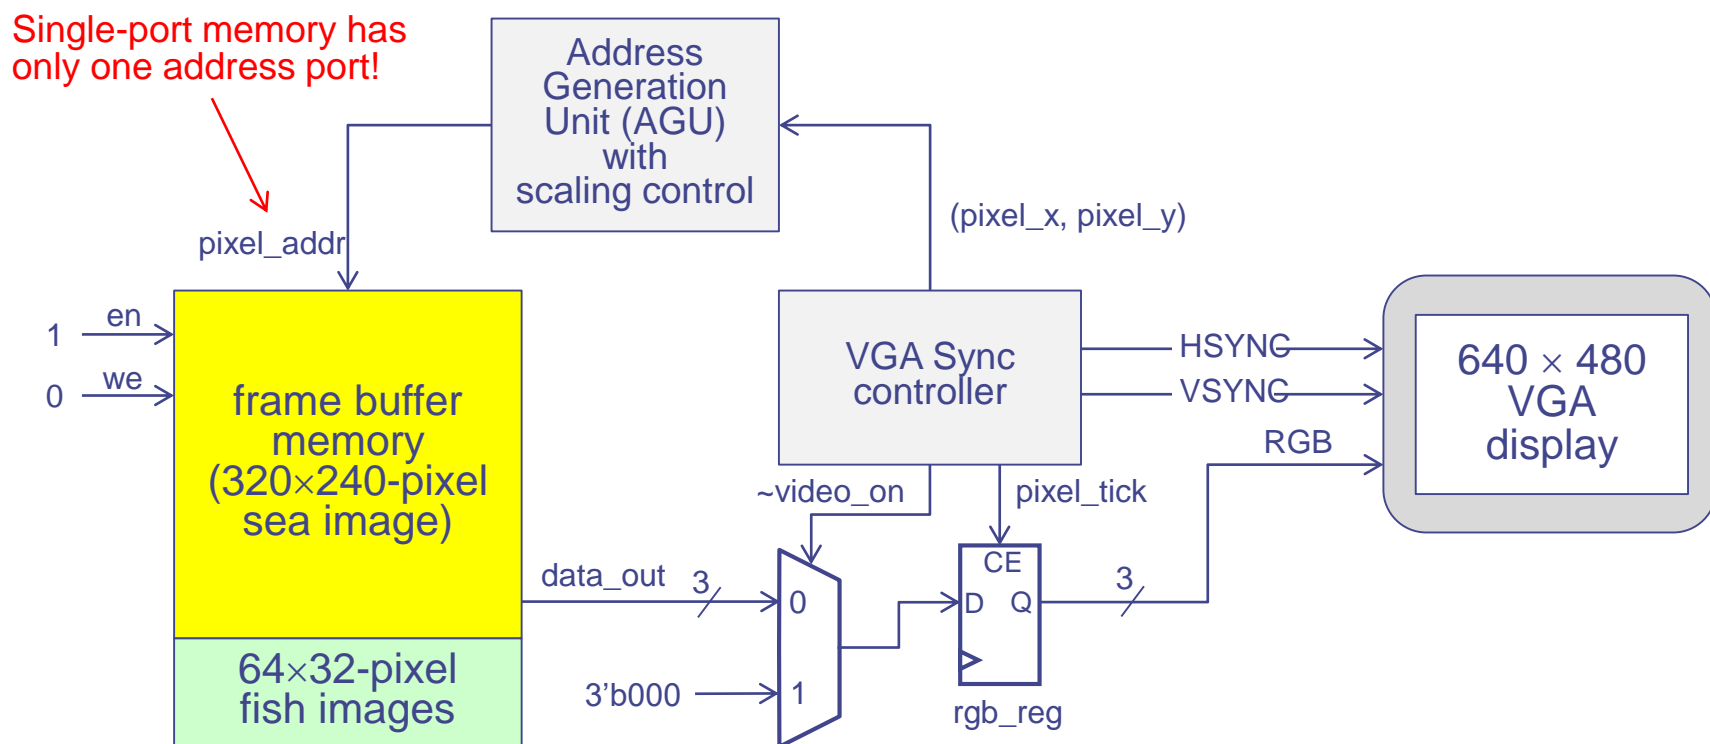 Single-port memory has
only one address port!
Address
Generation
Unit (AGU)
with
scaling control
(pixel_x, pixel_y)
pixel_addr
1
en
0
we
frame buffer
memory
(320×240-pixel
sea image)
64×32-pixel
fish images
VGA Sync
controller
HSYNC
VSYNC
RGB
640 × 480
VGA
display
~video_on
pixel_tick
data_out
3
0
1
3’b000
CE
D
Q
rgb_reg
3